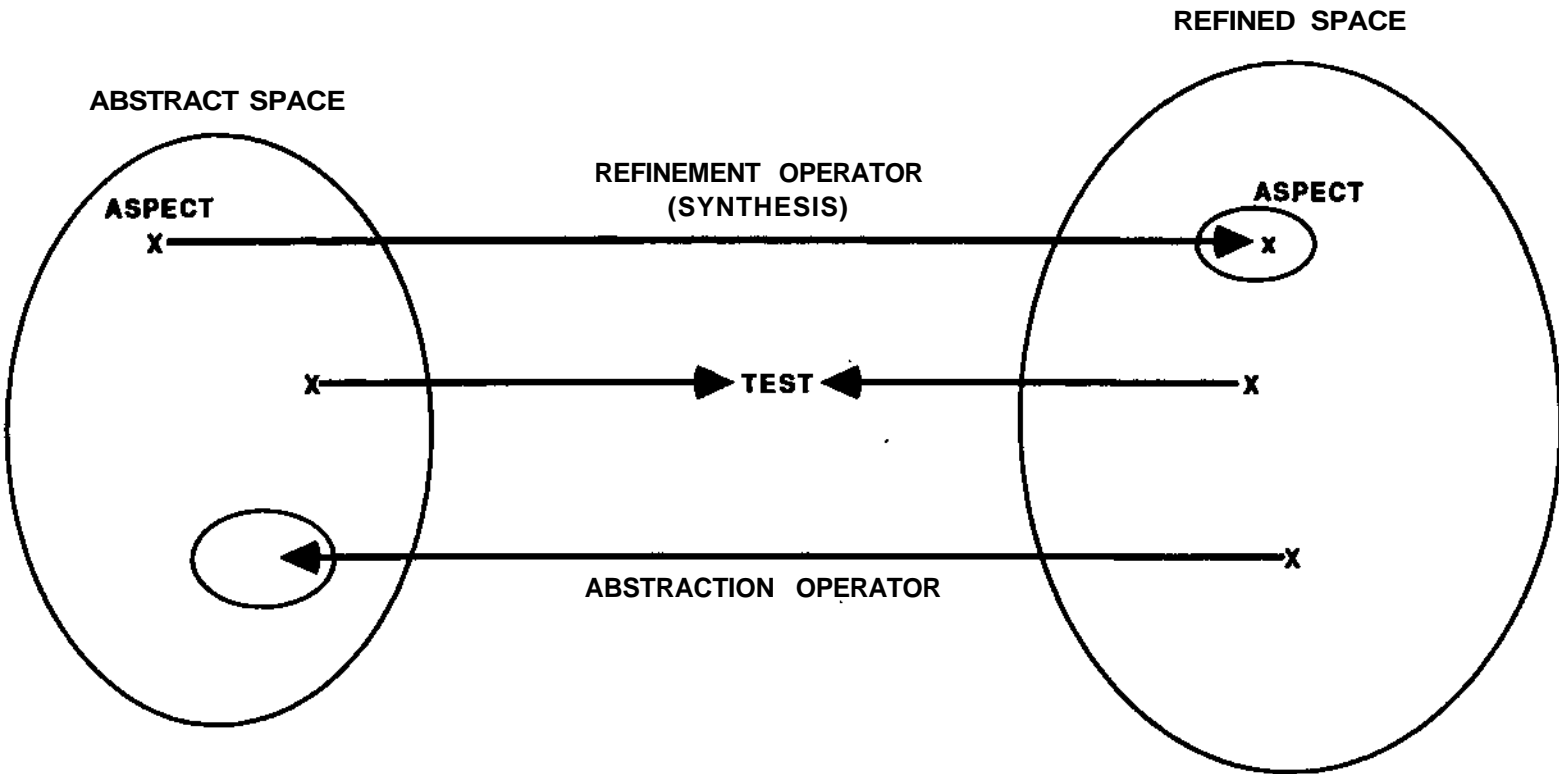 REFINED SPACE
ABSTRACT SPACE
REFINEMENT OPERATOR
(SYNTHESIS)
ASPECT
ASPECT
X
X
X
TEST
X
X
ABSTRACTION OPERATOR